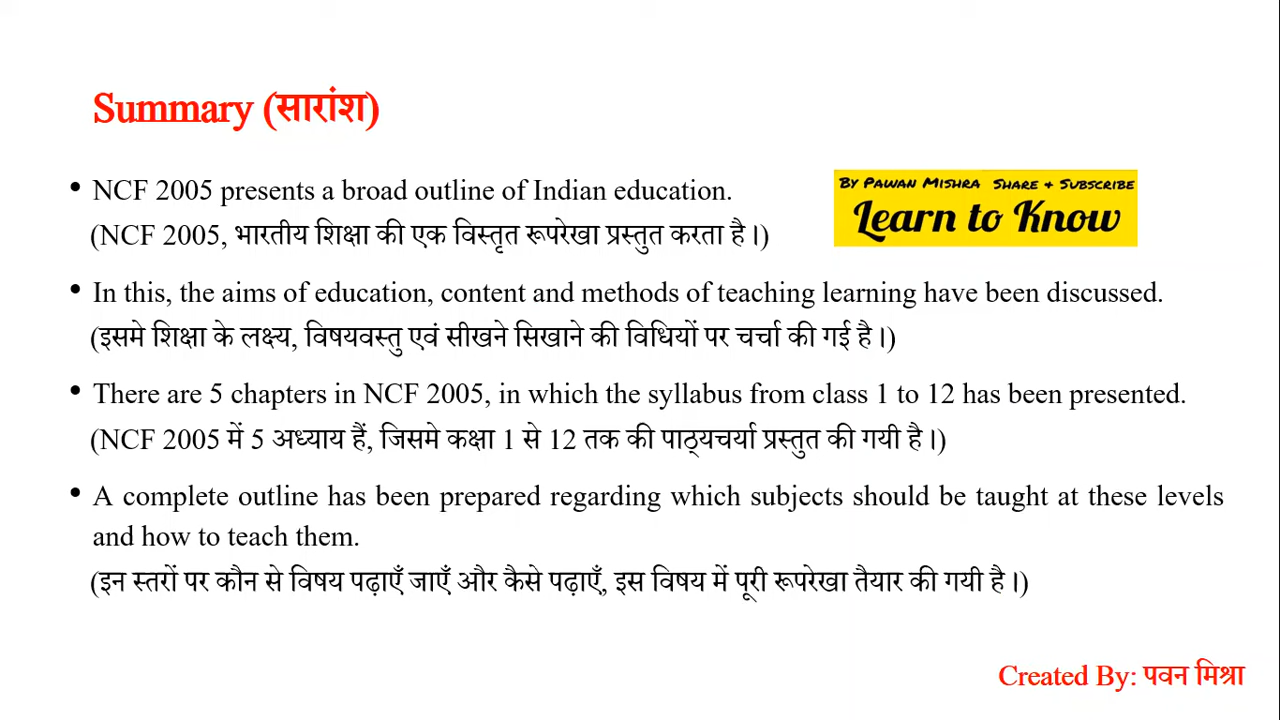 Summary (सारांश)
• NCF 2005 presents a broad outline of Indian education.
(NCF 2005, भारतीय शिक्षा की एक विस्तृत रूपरेखा प्रस्तुत करता है।)
By Pawan Mishra Share & Subscribe
Learn to Know
• In this, the aims of education, content and methods of teaching learning have been discussed.
(इसमे शिक्षा के लक्ष्य, विषयवस्तु एवं सीखने सिखाने की विधियों पर चर्चा की गई है।)
• There are 5 chapters in NCF 2005, in which the syllabus from class 1 to 12 has been presented.
(NCF 2005 में 5 अध्याय हैं, जिसमे कक्षा 1 से 12 तक की पाठ्यचर्या प्रस्तुत की गयी है।)
• A complete outline has been prepared regarding which subjects should be taught at these levels
and how to teach them.
(इन स्तरों पर कौन से विषय पढ़ाएँ जाएँ और कैसे पढ़ाएँ, इस विषय में पूरी रूपरेखा तैयार की गयी है।)
Created By: पवन मिश्रा